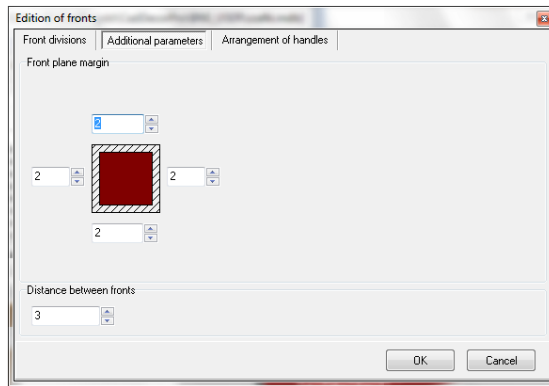 Edition of fronts
Front divisions Additional parameters Arrangement of handles
Front plane margin
2
2 2
2
Distance between fronts
3
OK Cancel